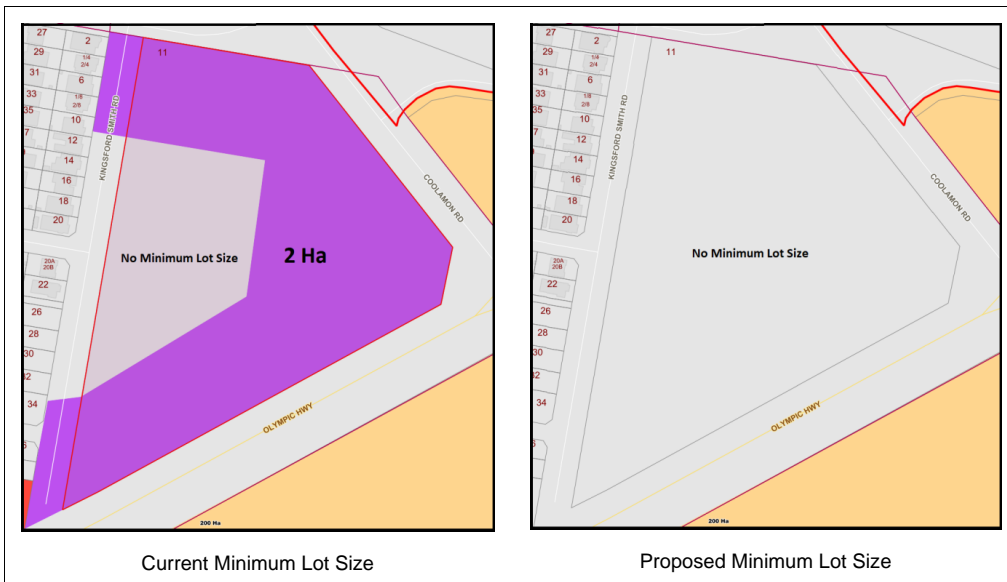 27
2
11
29
1/4
2/4
31
6
33
1/8
2/8
35
10
7
12
14
16
18
20
20A
20B
22
26
28
30
32
34
KINGSFORD SMITH RD
COOLAMON RD
OLYMPIC HWY
No Minimum Lot Size
2 Ha
200 Ha
Current Minimum Lot Size
27
2
11
29
1/4
2/4
31
6
33
1/8
2/8
35
10
7
12
14
16
18
20
20A
20B
22
26
28
30
32
34
KINGSFORD SMITH RD
COOLAMON RD
OLYMPIC HWY
No Minimum Lot Size
200 Ha
Proposed Minimum Lot Size